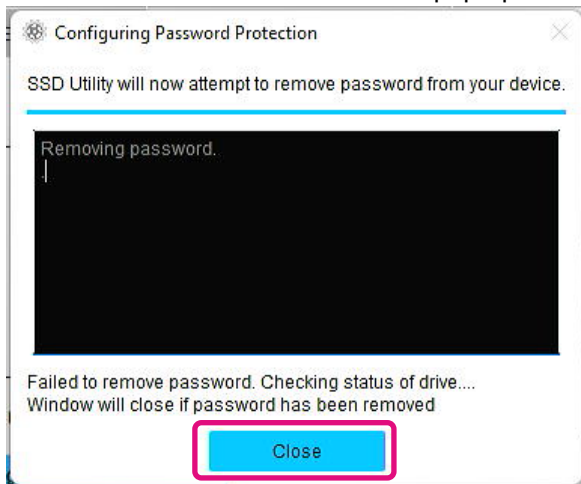 Configuring Password Protection
SSD Utility will now attempt to remove password from your device.
Removing password.
.
Failed to remove password. Checking status of drive....
Window will close if password has been removed
Close